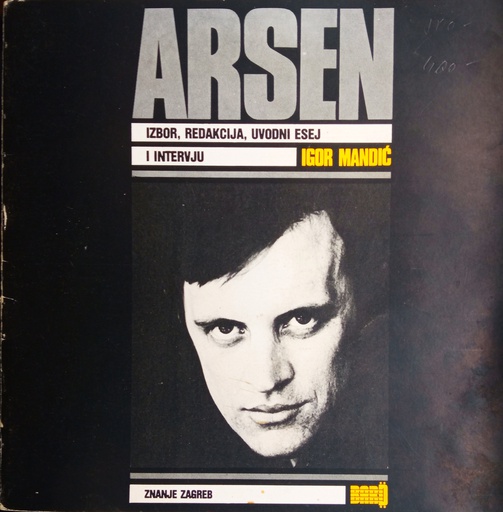 ARSEN
IZBOR, REDAKCIJA, UVODNI ESEJ
I INTERVJU
IGOR MANDIĆ
ZNANJE ZAGREB